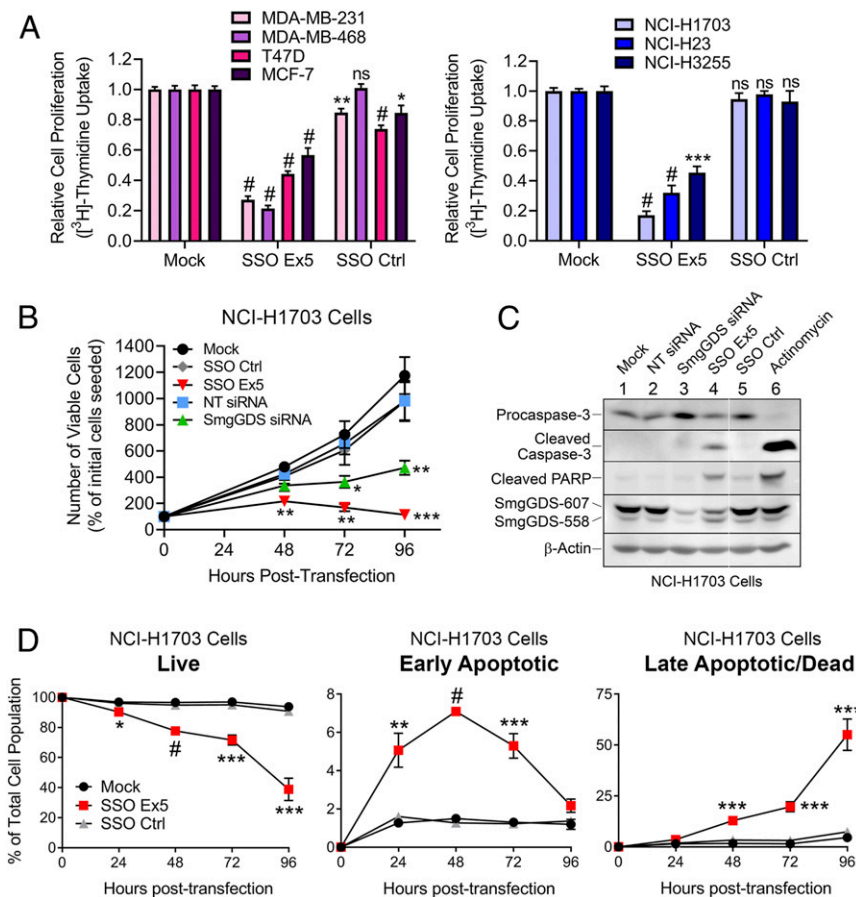 A
MDA-MB-231
MDA-MB-468
T47D
MCF-7
Relative Cell Proliferation
([³H]-Thymidine Uptake)
1.2
1.0
0.8
0.6
0.4
0.2
0.0
# # # #
** ns # *
Mock SSO Ex5 SSO Ctrl
NCI-H1703
NCI-H23
NCI-H3255
Relative Cell Proliferation
([³H]-Thymidine Uptake)
1.2
1.0
0.8
0.6
0.4
0.2
0.0
# # ***
ns ns ns
Mock SSO Ex5 SSO Ctrl
B
NCI-H1703 Cells
Mock
SSO Ctrl
SSO Ex5
NT siRNA
SmgGDS siRNA
Number of Viable Cells
(% of initial cells seeded)
1400
1200
1000
800
600
400
200
0
** * ** ** ***
0 24 48 72 96
Hours Post-Transfection
C
Mock NT siRNA SmgGDS siRNA SSO Ex5 SSO Ctrl Actinomycin
1 2 3 4 5 6
Procaspase-3
Cleaved
Caspase-3
Cleaved PARP
SmgGDS-607
SmgGDS-558
β-Actin
NCI-H1703 Cells
D
NCI-H1703 Cells
Live
% of Total Cell Population
100
80
60
40
20
0
* # *** ***
Mock
SSO Ex5
SSO Ctrl
0 24 48 72 96
Hours post-transfection
NCI-H1703 Cells
Early Apoptotic
8
6
4
2
0
** # ***
0 24 48 72 96
Hours post-transfection
NCI-H1703 Cells
Late Apoptotic/Dead
75
50
25
0
*** *** ***
0 24 48 72 96
Hours post-transfection